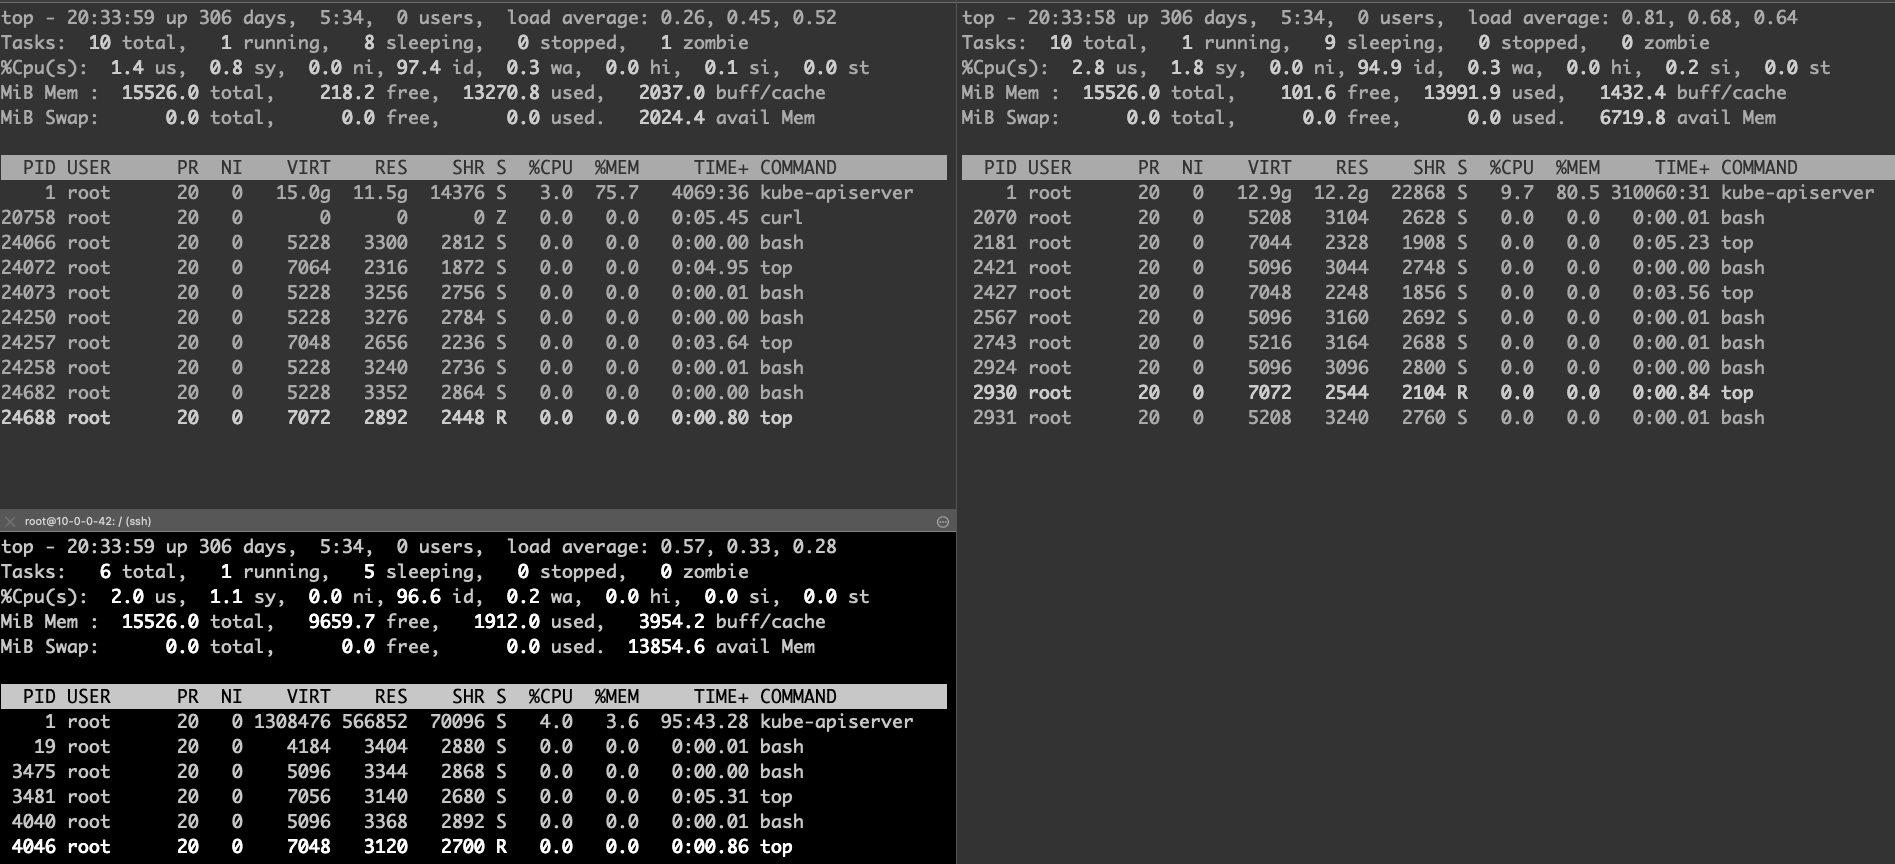 top - 20:33:59 up 306 days,  5:34,  0 users,  load average: 0.26, 0.45, 0.52
Tasks:  10 total,   1 running,   8 sleeping,   0 stopped,   1 zombie
%Cpu(s):  1.4 us,  0.8 sy,  0.0 ni, 97.4 id,  0.3 wa,  0.0 hi,  0.1 si,  0.0 st
MiB Mem :  15526.0 total,    218.2 free,  13270.8 used,   2037.0 buff/cache
MiB Swap:      0.0 total,      0.0 free,      0.0 used.   2024.4 avail Mem
PID USER      PR  NI    VIRT    RES    SHR S  %CPU  %MEM     TIME+ COMMAND
1 root      20   0   15.0g  11.5g  14376 S   3.0  75.7   4069:36 kube-apiserver
20758 root      20   0       0      0      0 Z   0.0   0.0   0:05.45 curl
24066 root      20   0    5228   3300   2812 S   0.0   0.0   0:00.00 bash
24072 root      20   0    7064   2316   1872 S   0.0   0.0   0:04.95 top
24073 root      20   0    5228   3256   2756 S   0.0   0.0   0:00.01 bash
24250 root      20   0    5228   3276   2784 S   0.0   0.0   0:00.00 bash
24257 root      20   0    7048   2656   2236 S   0.0   0.0   0:03.64 top
24258 root      20   0    5228   3240   2736 S   0.0   0.0   0:00.01 bash
24682 root      20   0    5228   3352   2864 S   0.0   0.0   0:00.00 bash
24688 root      20   0    7072   2892   2448 R   0.0   0.0   0:00.80 top
top - 20:33:58 up 306 days,  5:34,  0 users,  load average: 0.81, 0.68, 0.64
Tasks:  10 total,   1 running,   9 sleeping,   0 stopped,   0 zombie
%Cpu(s):  2.8 us,  1.8 sy,  0.0 ni, 94.9 id,  0.3 wa,  0.0 hi,  0.2 si,  0.0 st
MiB Mem :  15526.0 total,    101.6 free,  13991.9 used,   1432.4 buff/cache
MiB Swap:      0.0 total,      0.0 free,      0.0 used.   6719.8 avail Mem
PID USER      PR  NI    VIRT    RES    SHR S  %CPU  %MEM     TIME+ COMMAND
1 root      20   0   12.9g  12.2g  22868 S   9.7  80.5 310060:31 kube-apiserver
2070 root      20   0    5208   3104   2628 S   0.0   0.0   0:00.01 bash
2181 root      20   0    7044   2328   1908 S   0.0   0.0   0:05.23 top
2421 root      20   0    5096   3044   2748 S   0.0   0.0   0:00.00 bash
2427 root      20   0    7048   2248   1856 S   0.0   0.0   0:03.56 top
2567 root      20   0    5096   3160   2692 S   0.0   0.0   0:00.01 bash
2743 root      20   0    5216   3164   2688 S   0.0   0.0   0:00.01 bash
2924 root      20   0    5096   3096   2800 S   0.0   0.0   0:00.00 bash
2930 root      20   0    7072   2544   2104 R   0.0   0.0   0:00.84 top
2931 root      20   0    5208   3240   2760 S   0.0   0.0   0:00.01 bash
root@10-0-0-42: / (ssh)
top - 20:33:59 up 306 days,  5:34,  0 users,  load average: 0.57, 0.33, 0.28
Tasks:   6 total,   1 running,   5 sleeping,   0 stopped,   0 zombie
%Cpu(s):  2.0 us,  1.1 sy,  0.0 ni, 96.6 id,  0.2 wa,  0.0 hi,  0.0 si,  0.0 st
MiB Mem :  15526.0 total,   9659.7 free,   1912.0 used,   3954.2 buff/cache
MiB Swap:      0.0 total,      0.0 free,      0.0 used.  13854.6 avail Mem
PID USER      PR  NI    VIRT    RES    SHR S  %CPU  %MEM     TIME+ COMMAND
1 root      20   0 1308476 566852  70096 S   4.0   3.6  95:43.28 kube-apiserver
19 root      20   0    4184   3404   2880 S   0.0   0.0   0:00.01 bash
3475 root      20   0    5096   3344   2868 S   0.0   0.0   0:00.00 bash
3481 root      20   0    7056   3140   2680 S   0.0   0.0   0:05.31 top
4040 root      20   0    5096   3368   2892 S   0.0   0.0   0:00.01 bash
4046 root      20   0    7048   3120   2700 R   0.0   0.0   0:00.86 top